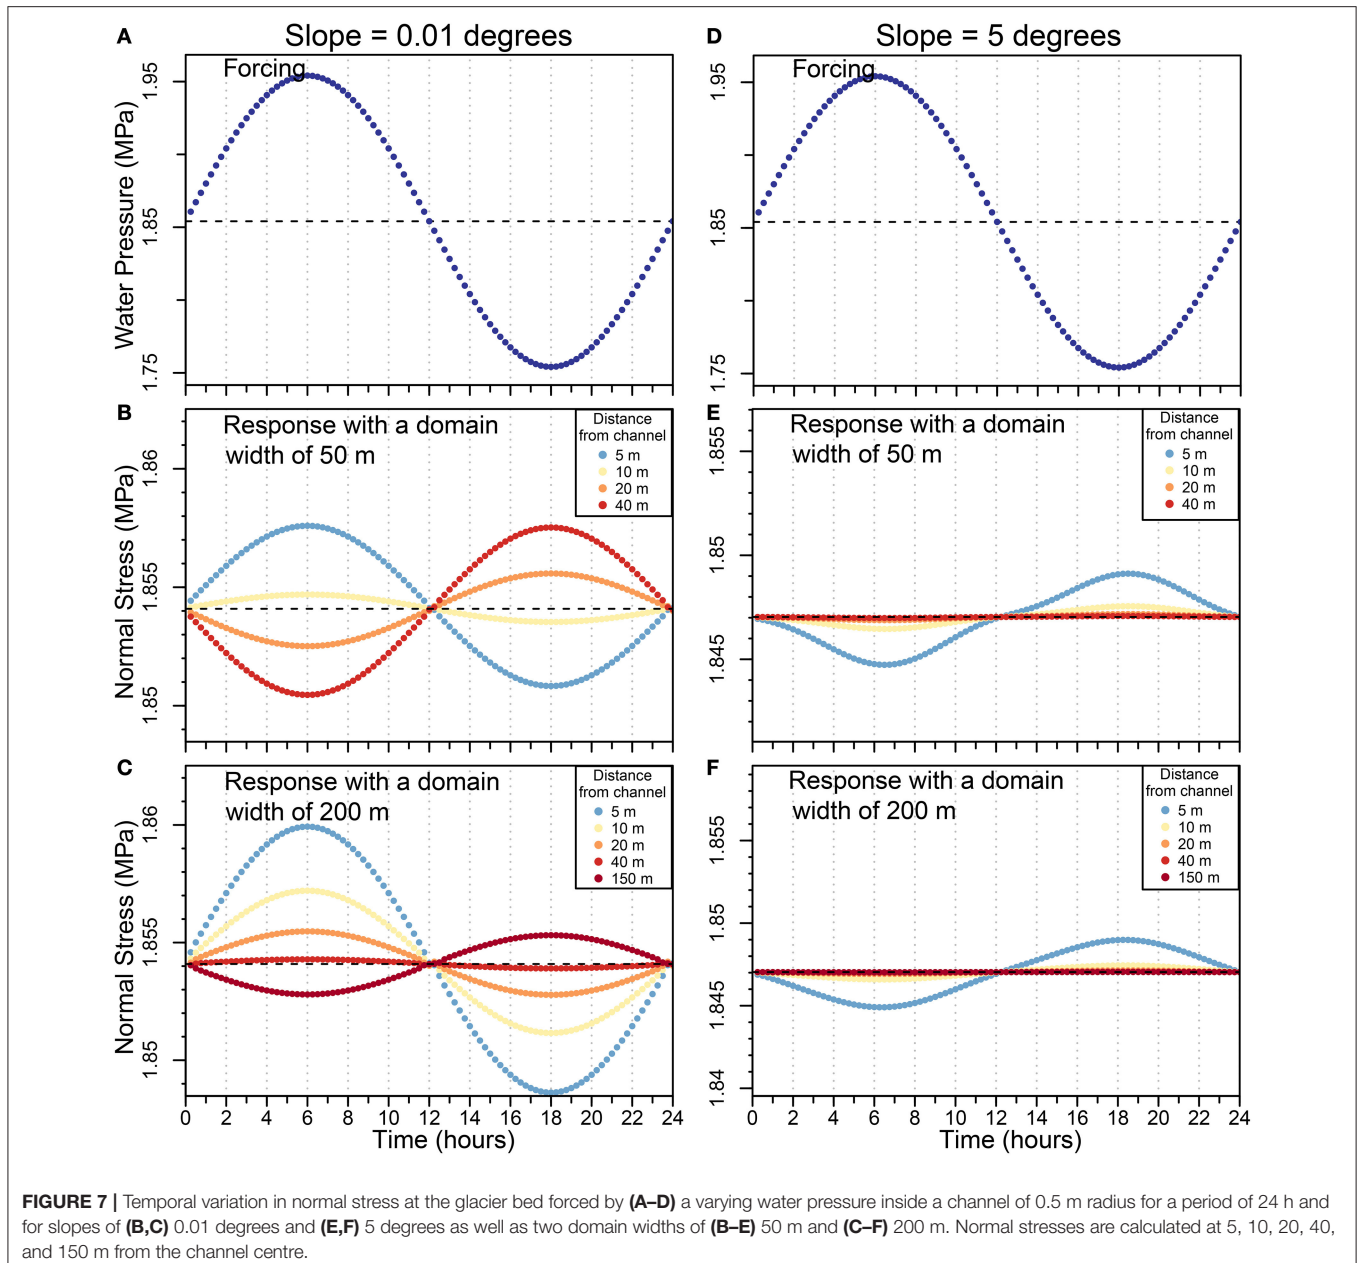 A
Slope = 0.01 degrees
Forcing
Water Pressure (MPa)
1.95
1.85
1.75
D
Slope = 5 degrees
Forcing
1.95
1.85
1.75
B
Response with a domain
width of 50 m
Distance
from channel
5 m
10 m
20 m
40 m
Normal Stress (MPa)
1.86
1.855
1.85
E
Response with a domain
width of 50 m
Distance
from channel
5 m
10 m
20 m
40 m
1.855
1.85
1.845
C
Response with a domain
width of 200 m
Distance
from channel
5 m
10 m
20 m
40 m
150 m
Normal Stress (MPa)
1.86
1.855
1.85
0 2 4 6 8 10 12 14 16 18 20 22 24
Time (hours)
F
Response with a domain
width of 200 m
Distance
from channel
5 m
10 m
20 m
40 m
150 m
1.855
1.85
1.845
1.84
0 2 4 6 8 10 12 14 16 18 20 22 24
Time (hours)
FIGURE 7 | Temporal variation in normal stress at the glacier bed forced by (A–D) a varying water pressure inside a channel of 0.5 m radius for a period of 24 h and
for slopes of (B,C) 0.01 degrees and (E,F) 5 degrees as well as two domain widths of (B–E) 50 m and (C–F) 200 m. Normal stresses are calculated at 5, 10, 20, 40,
and 150 m from the channel centre.